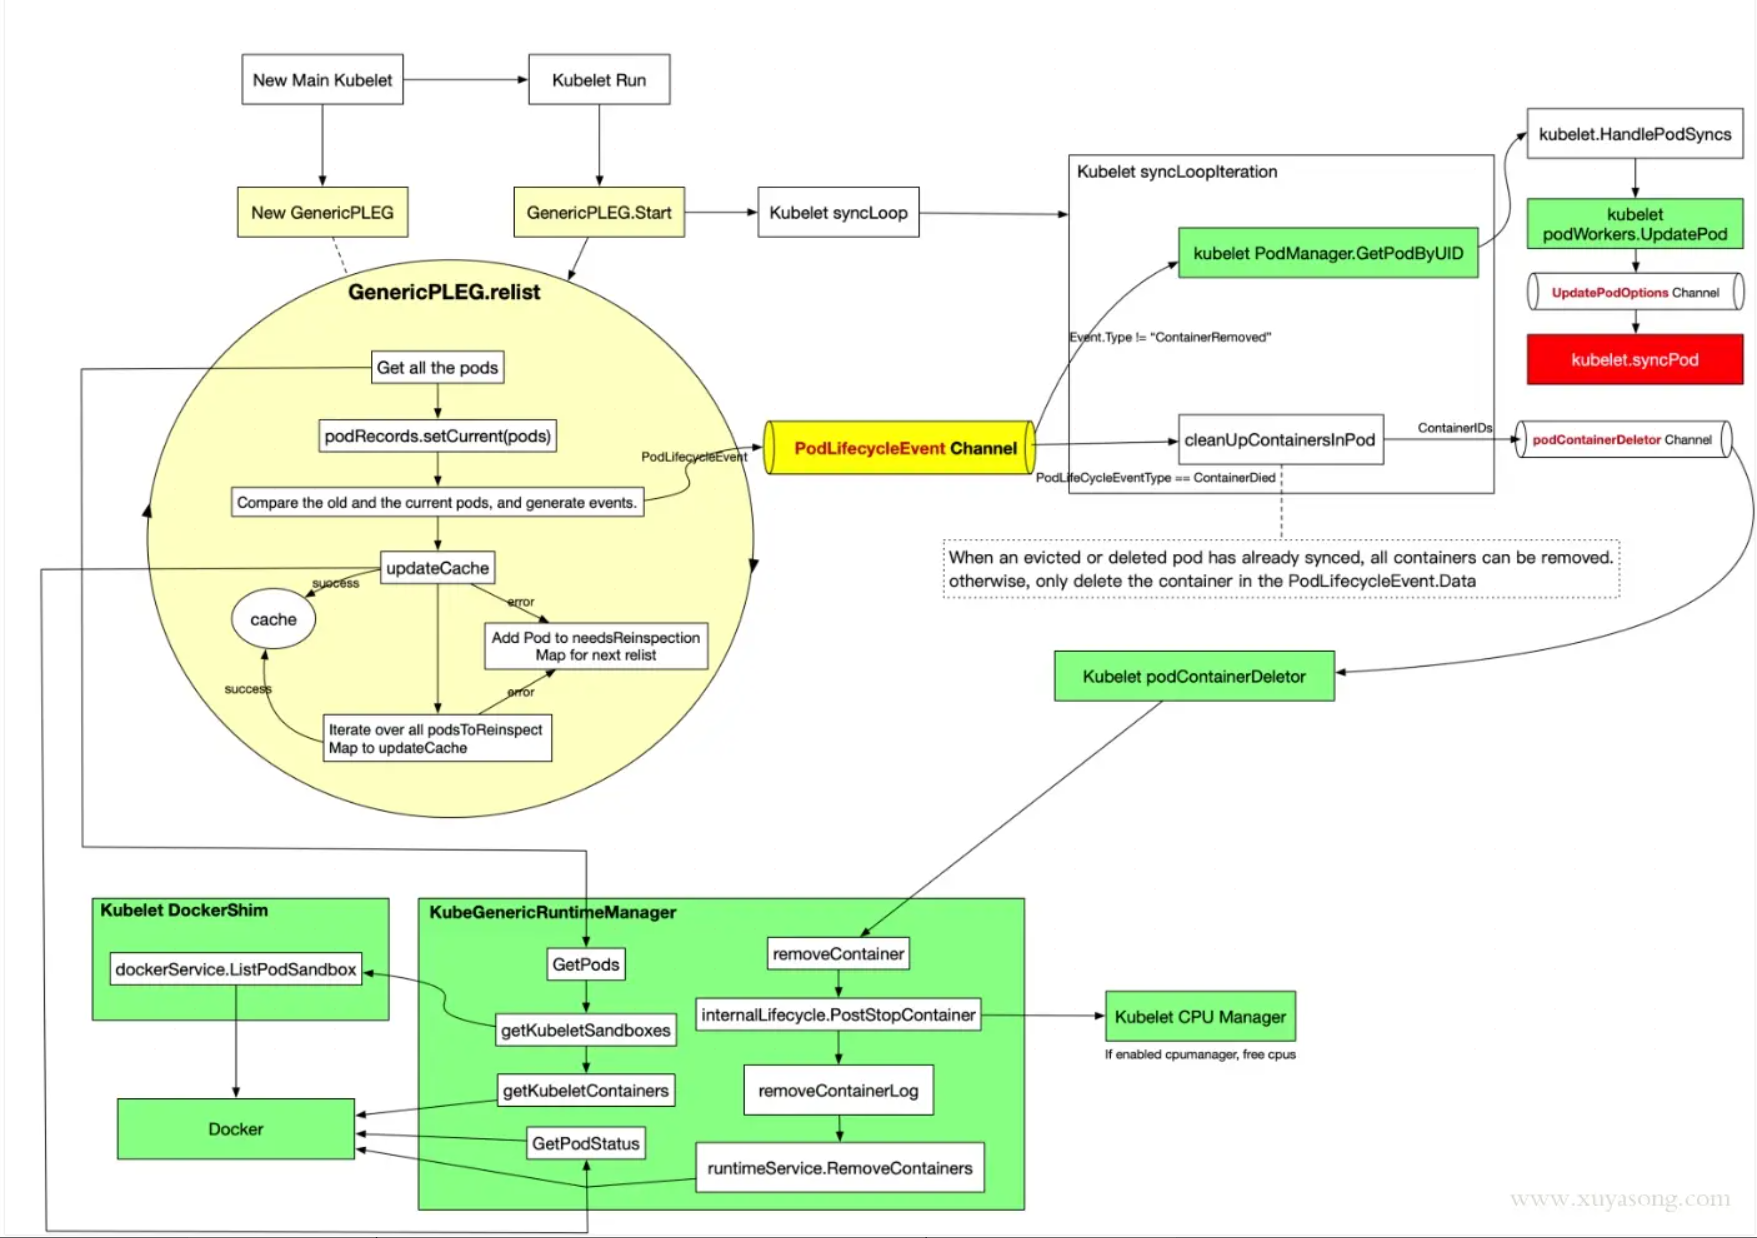 New Main Kubelet
Kubelet Run
kubelet.HandlePodSyncs
Kubelet syncLoopIteration
New GenericPLEG
GenericPLEG.Start
Kubelet syncLoop
kubelet
podWorkers.UpdatePod
kubelet PodManager.GetPodByUID
GenericPLEG.relist
UpdatePodOptions Channel
Event.Type != "ContainerRemoved"
kubelet.syncPod
Get all the pods
podRecords.setCurrent(pods)
PodLifecycleEvent
PodLifecycleEvent Channel
cleanUpContainersInPod
ContainerIDs
podContainerDeletor Channel
PodLifeCycleEventType == ContainerDied
Compare the old and the current pods, and generate events.
updateCache
success
error
cache
When an evicted or deleted pod has already synced, all containers can be removed.
otherwise, only delete the container in the PodLifecycleEvent.Data
Add Pod to needsReinspection
Map for next relist
success
error
Iterate over all podsToReinspect
Map to updateCache
Kubelet podContainerDeletor
Kubelet DockerShim
KubeGenericRuntimeManager
dockerService.ListPodSandbox
GetPods
removeContainer
getKubeletSandboxes
internalLifecycle.PostStopContainer
Kubelet CPU Manager
If enabled cpumanager, free cpus
getKubeletContainers
removeContainerLog
Docker
GetPodStatus
runtimeService.RemoveContainers
www.xuyasong.com